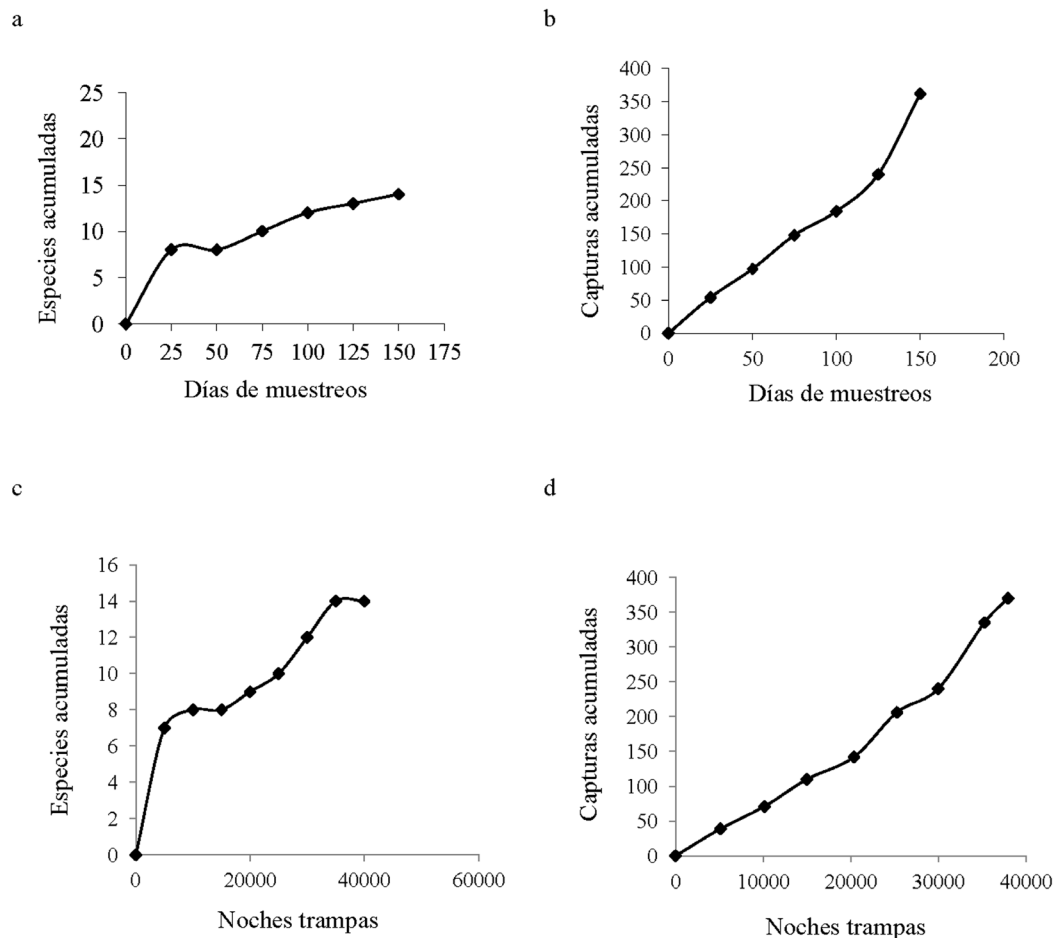 a
Especies acumuladas
25
20
15
10
5
0
0 25 50 75 100 125 150 175
Días de muestreos
b
Capturas acumuladas
400
350
300
250
200
150
100
50
0
0 50 100 150 200
Días de muestreos
c
Especies acumuladas
16
14
12
10
8
6
4
2
0
0 20000 40000 60000
Noches trampas
d
Capturas acumuladas
400
350
300
250
200
150
100
50
0
0 10000 20000 30000 40000
Noches trampas